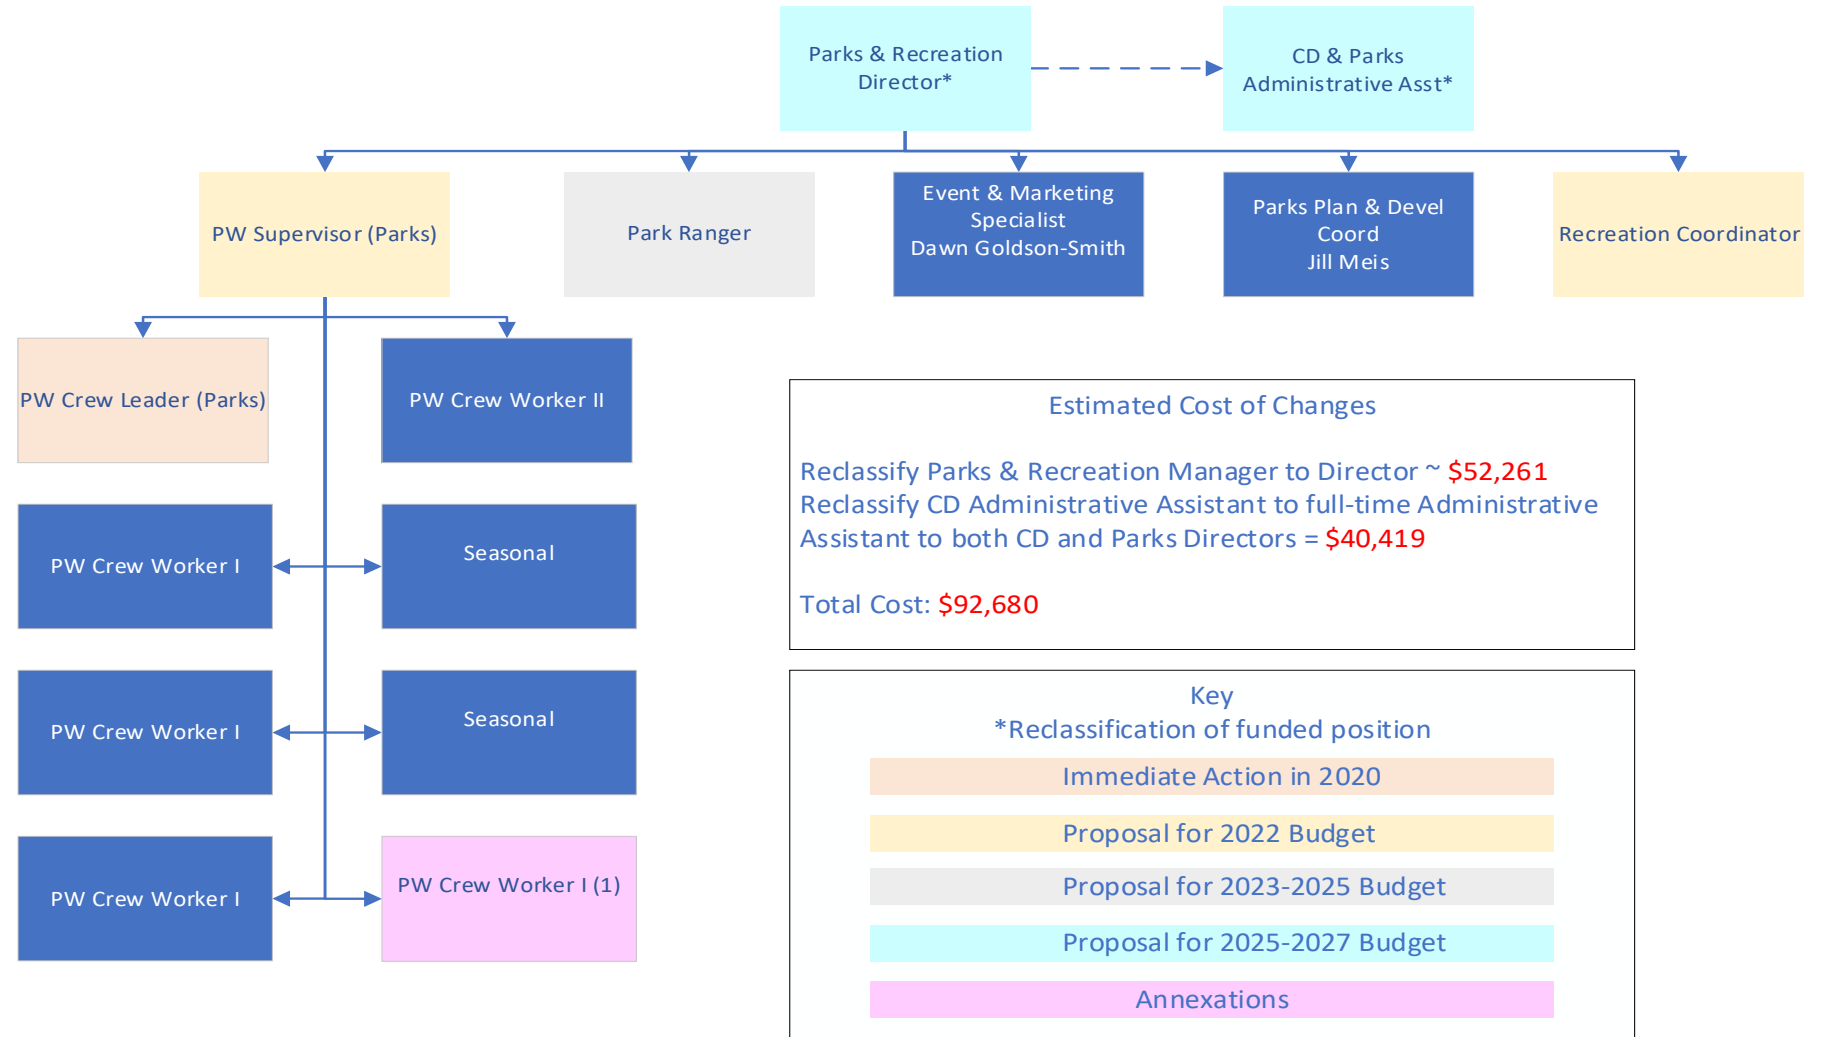 Parks & Recreation
Director*
CD & Parks
Administrative Asst*
PW Supervisor (Parks)
Park Ranger
Event & Marketing
Specialist
Dawn Goldson-Smith
Parks Plan & Devel
Coord
Jill Meis
Recreation Coordinator
PW Crew Leader (Parks)
PW Crew Worker II
PW Crew Worker I
Seasonal
PW Crew Worker I
Seasonal
PW Crew Worker I
PW Crew Worker I (1)
Estimated Cost of Changes
Reclassify Parks & Recreation Manager to Director ~ $52,261
Reclassify CD Administrative Assistant to full-time Administrative
Assistant to both CD and Parks Directors = $40,419
Total Cost: $92,680
Key
*Reclassification of funded position
Immediate Action in 2020
Proposal for 2022 Budget
Proposal for 2023-2025 Budget
Proposal for 2025-2027 Budget
Annexations